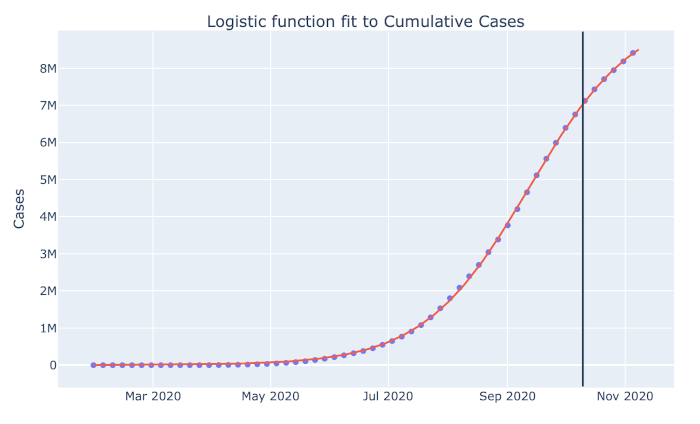 Logistic function fit to Cumulative Cases
8M
7M
6M
5M
4M
3M
2M
1M
0
Cases
Mar 2020
May 2020
Jul 2020
Sep 2020
Nov 2020